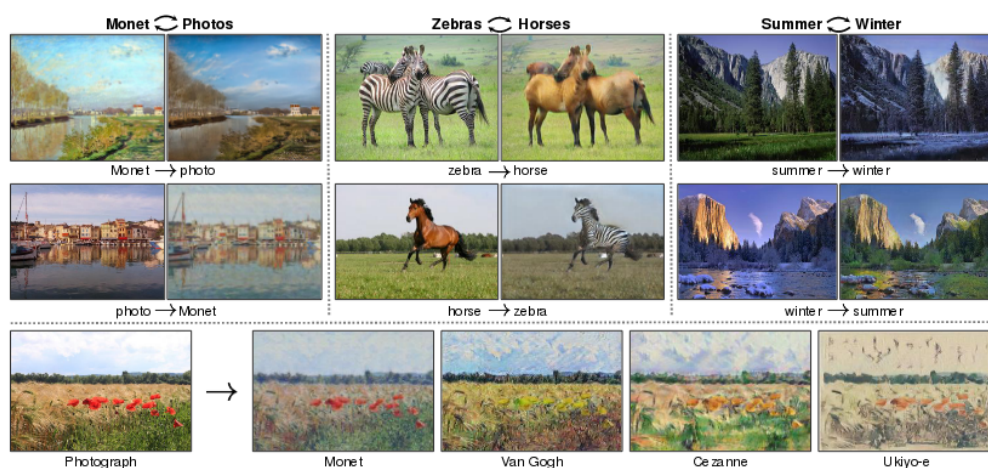 Monet ⇄ Photos
Zebras ⇄ Horses
Summer ⇄ Winter
Monet → photo
zebra → horse
summer → winter
photo → Monet
horse → zebra
winter → summer
Photograph
Monet
Van Gogh
Cezanne
Ukiyo-e